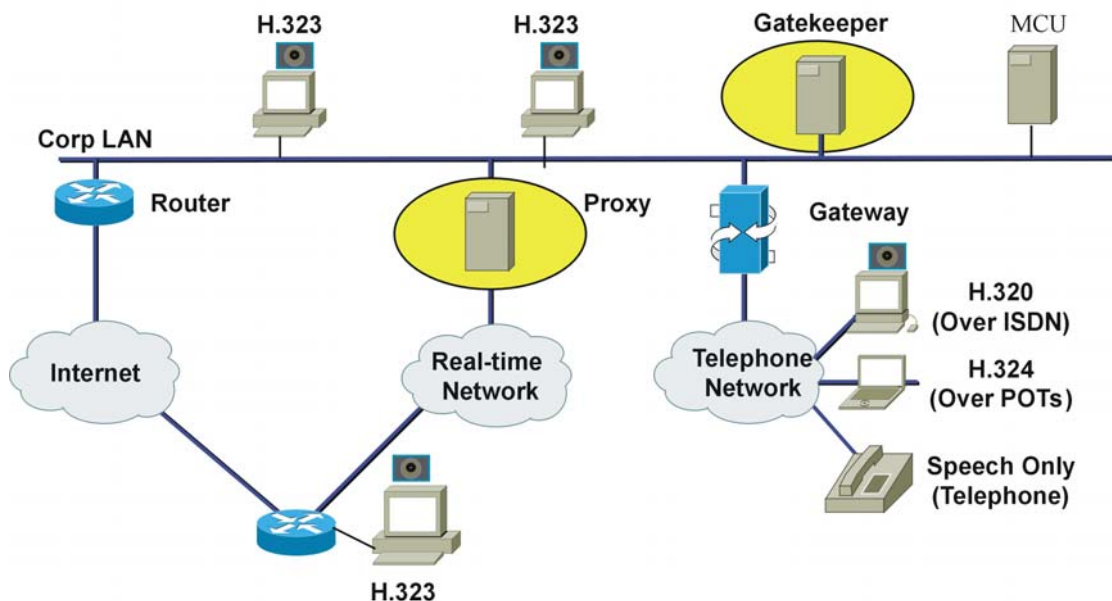 H.323
H.323
Gatekeeper
MCU
Corp LAN
Router
Proxy
Gateway
H.320
(Over ISDN)
Internet
Real-time
Network
Telephone
Network
H.324
(Over POTs)
Speech Only
(Telephone)
H.323